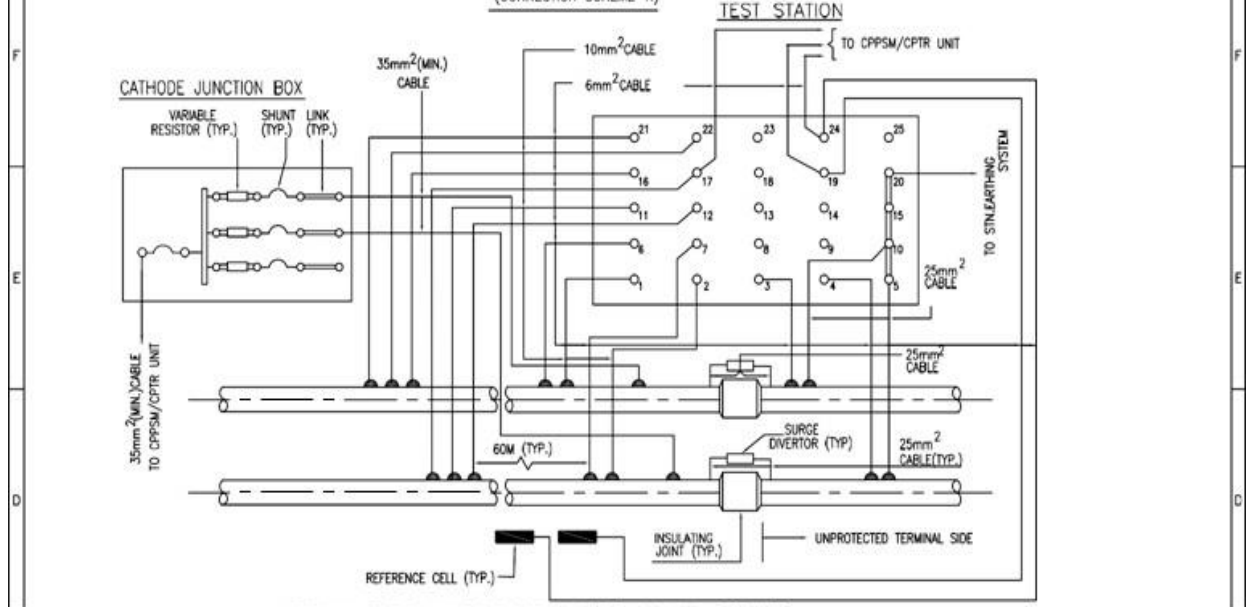 TEST STATION
10mm² CABLE
TO CPPSM/CPTR UNIT
35mm²(MIN.)
CABLE
6mm² CABLE
CATHODE JUNCTION BOX
VARIABLE
RESISTOR (TYP.)
SHUNT
(TYP.)
LINK
(TYP.)
21
22
23
24
25
16
17
18
19
20
11
12
13
14
15
6
7
8
9
10
1
2
3
4
5
TO STN.EARTHING
SYSTEM
25mm²
CABLE
25mm²
CABLE
35mm²(MIN.)CABLE
TO CPPSM/CPTR UNIT
60M (TYP.)
SURGE
DIVERTOR (TYP)
25mm²
CABLE(TYP.)
INSULATING
JOINT (TYP.)
UNPROTECTED TERMINAL SIDE
REFERENCE CELL (TYP.)
F
F
E
E
D
D